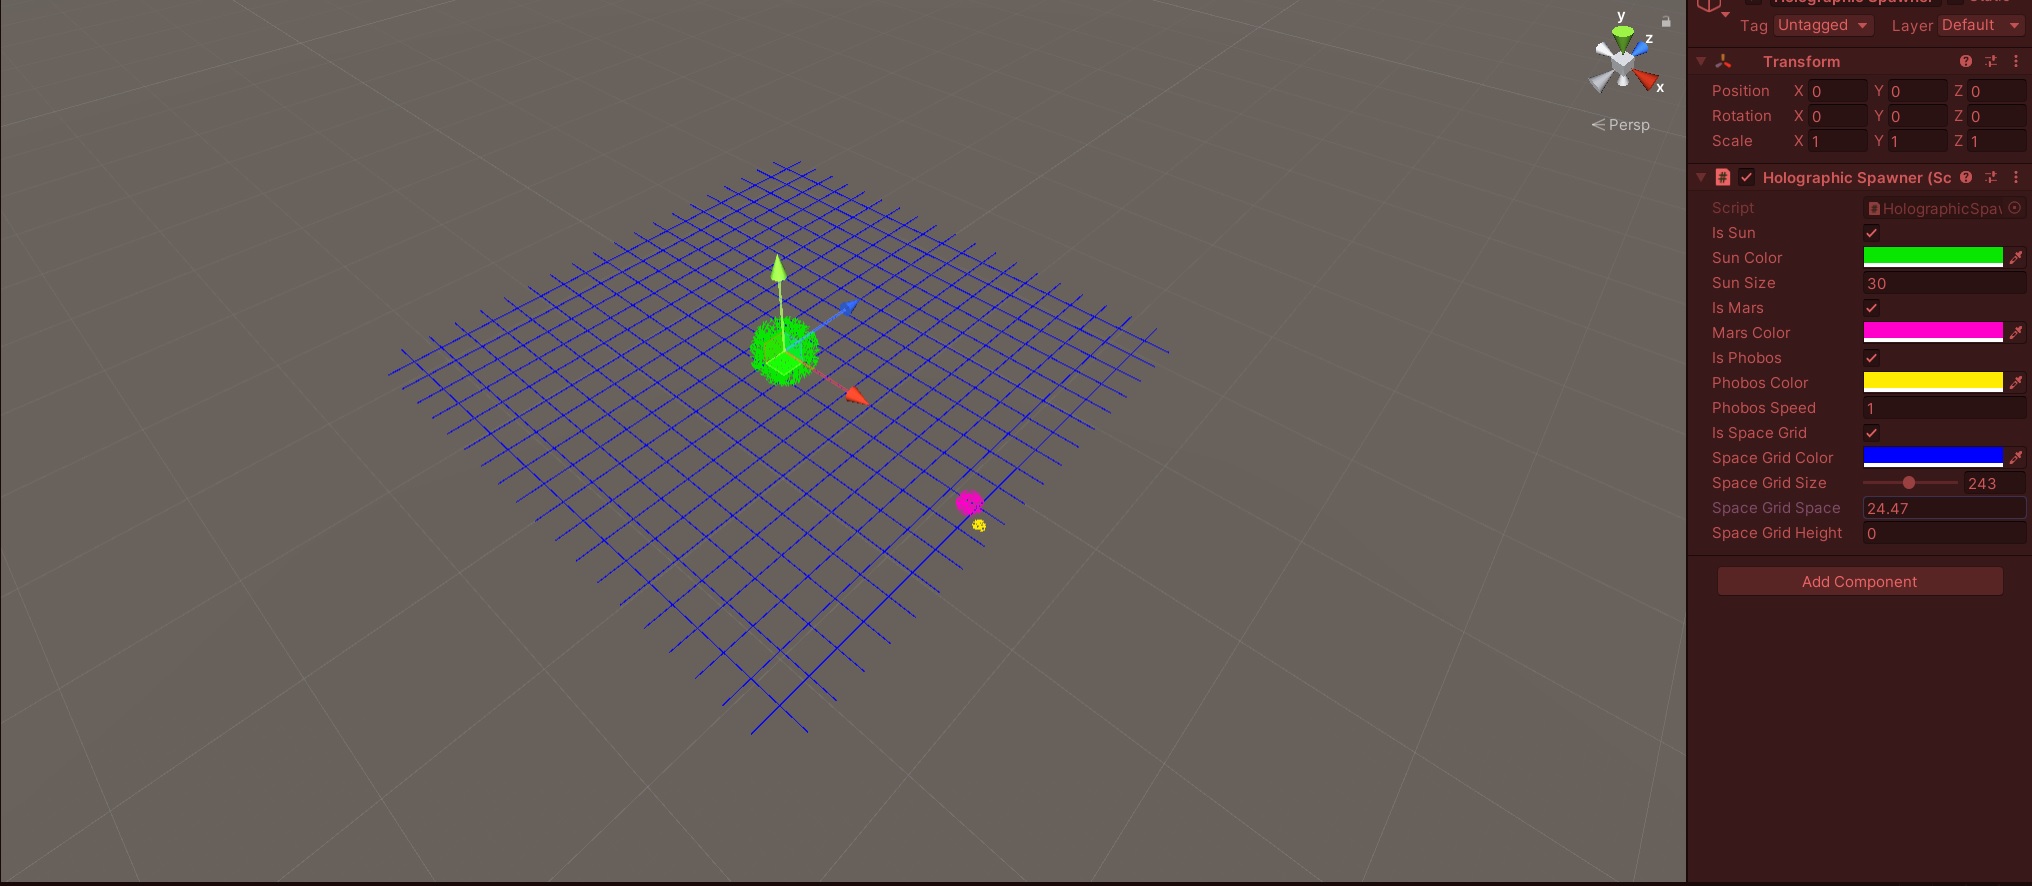 y
z
x
Persp
Holographic Spawner
Tag Untagged Layer Default
Transform
Position X 0 Y 0 Z 0
Rotation X 0 Y 0 Z 0
Scale X 1 Y 1 Z 1
# Holographic Spawner (Sc
Script HolographicSpav
Is Sun
Sun Color
Sun Size 30
Is Mars
Mars Color
Is Phobos
Phobos Color
Phobos Speed 1
Is Space Grid
Space Grid Color
Space Grid Size 243
Space Grid Space 24.47
Space Grid Height 0
Add Component